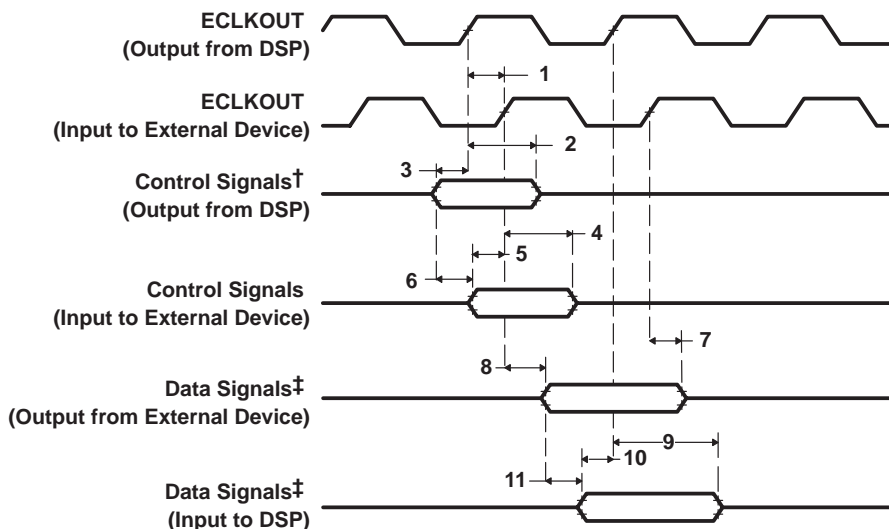 ECLKOUT
(Output from DSP)
1
ECLKOUT
(Input to External Device)
2
3
Control Signals†
(Output from DSP)
4
5
6
Control Signals
(Input to External Device)
7
8
Data Signals‡
(Output from External Device)
9
10
11
Data Signals‡
(Input to DSP)